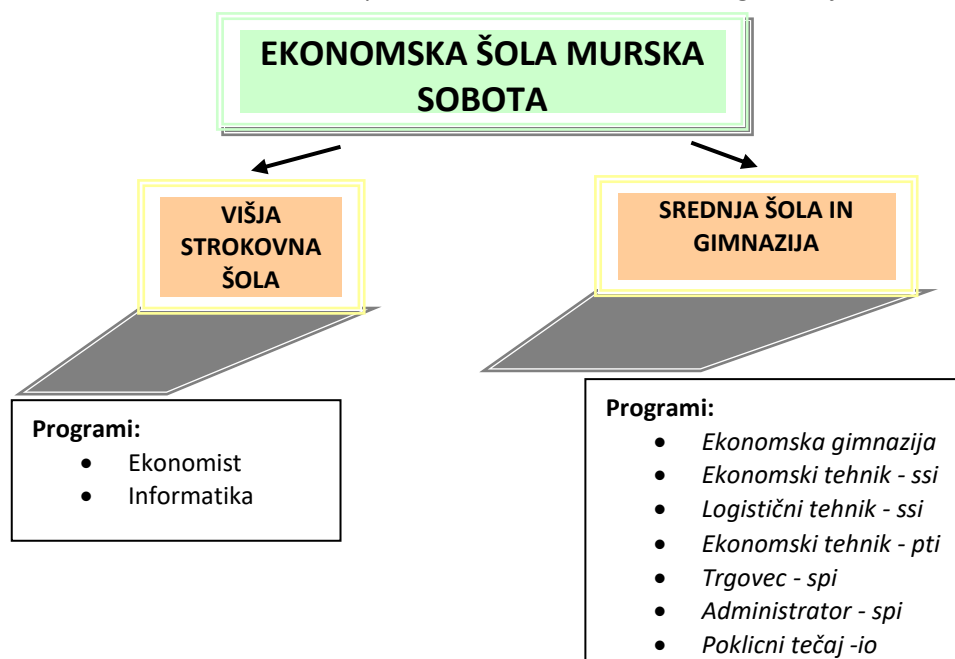 EKONOMSKA ŠOLA MURSKA
SOBOTA
VIŠJA
STROKOVNA
ŠOLA
SREDNJA ŠOLA IN
GIMNAZIJA
Programi:
• Ekonomist
• Informatika
Programi:
• Ekonomska gimnazija
• Ekonomski tehnik - ssi
• Logistični tehnik - ssi
• Ekonomski tehnik - pti
• Trgovec - spi
• Administrator - spi
• Poklicni tečaj -io